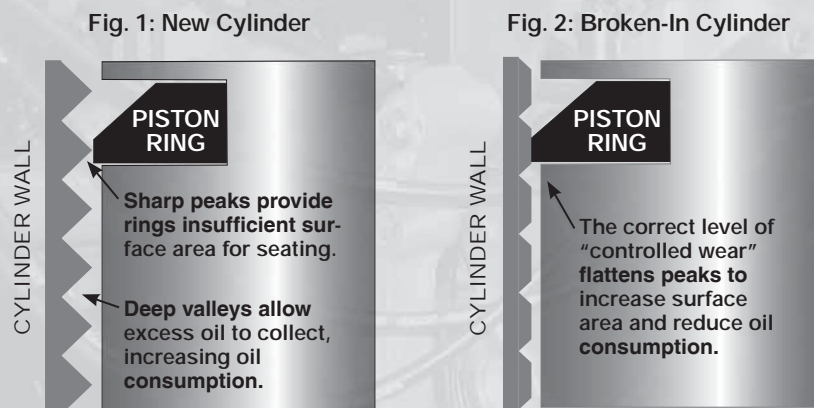 Fig. 1: New Cylinder
CYLINDER WALL
PISTON
RING
Sharp peaks provide
rings insufficient sur-
face area for seating.
Deep valleys allow
excess oil to collect,
increasing oil
consumption.
Fig. 2: Broken-In Cylinder
CYLINDER WALL
PISTON
RING
The correct level of
“controlled wear”
flattens peaks to
increase surface
area and reduce oil
consumption.